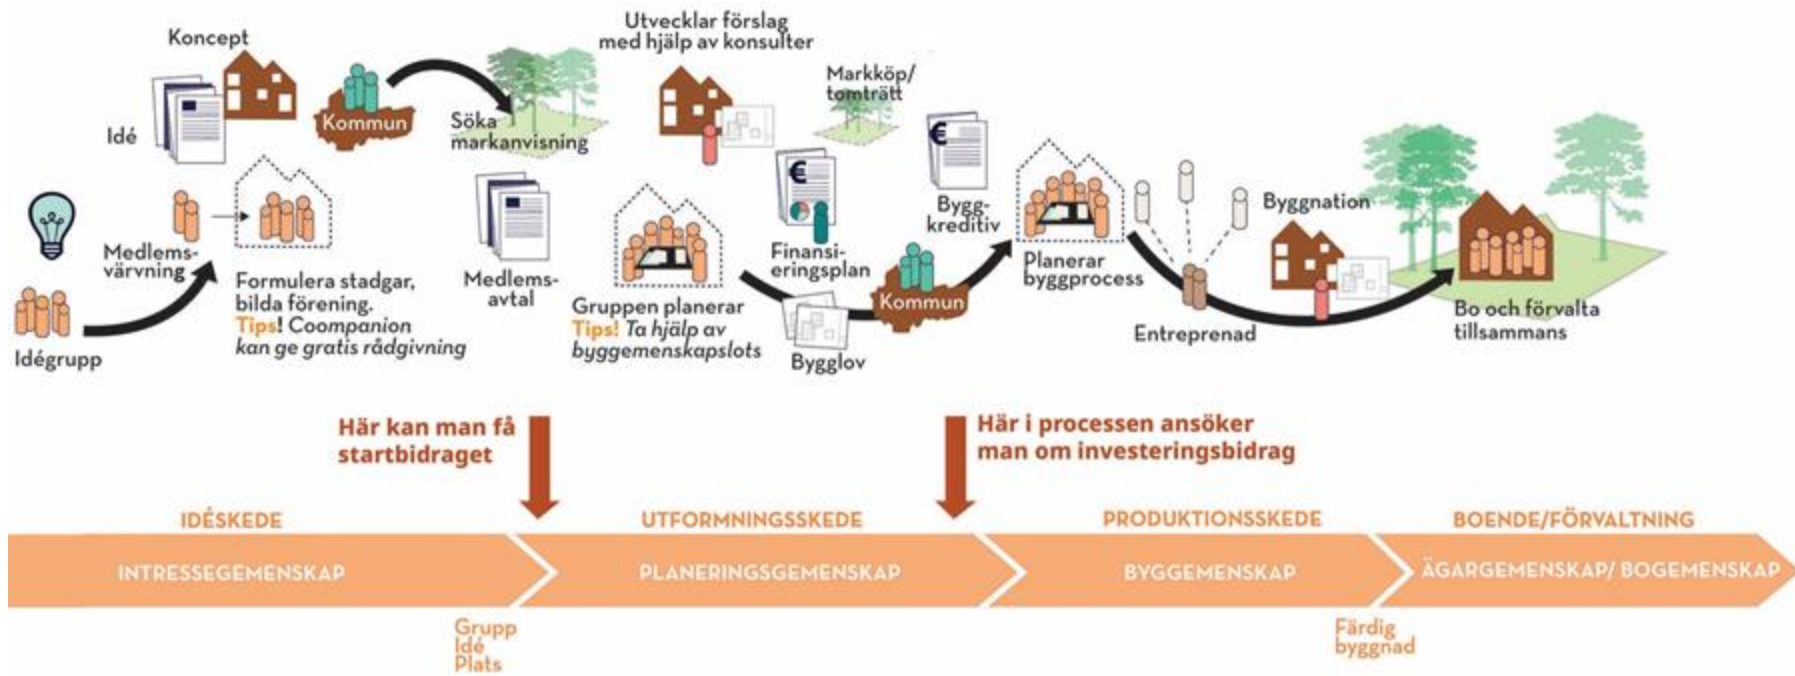 Koncept
Idé
Kommun
Söka
markanvisning
Medlems-
värvning
Idégrupp
Formulera stadgar,
bilda förening.
Tips! Coompanion
kan ge gratis rådgivning
Medlems-
avtal
Utvecklar förslag
med hjälp av konsulter
Markköp/
tomträtt
Gruppen planerar
Tips! Ta hjälp av
byggemenskapslots
Finansi-
eringsplan
Bygglov
Kommun
Bygg-
kreditiv
Planerar
byggprocess
Entreprenad
Byggnation
Bo och förvalta
tillsammans
Här kan man få
startbidraget
Här i processen ansöker
man om investeringsbidrag
IDÉSKEDE
UTFORMNINGSSKEDE
PRODUKTIONSSKEDE
BOENDE/FÖRVALTNING
INTRESSEGEMENSKAP
PLANERINGSGEMENSKAP
BYGGEMENSKAP
ÄGARGEMENSKAP/ BOGEMENSKAP
Grupp
Idé
Plats
Färdig
byggnad